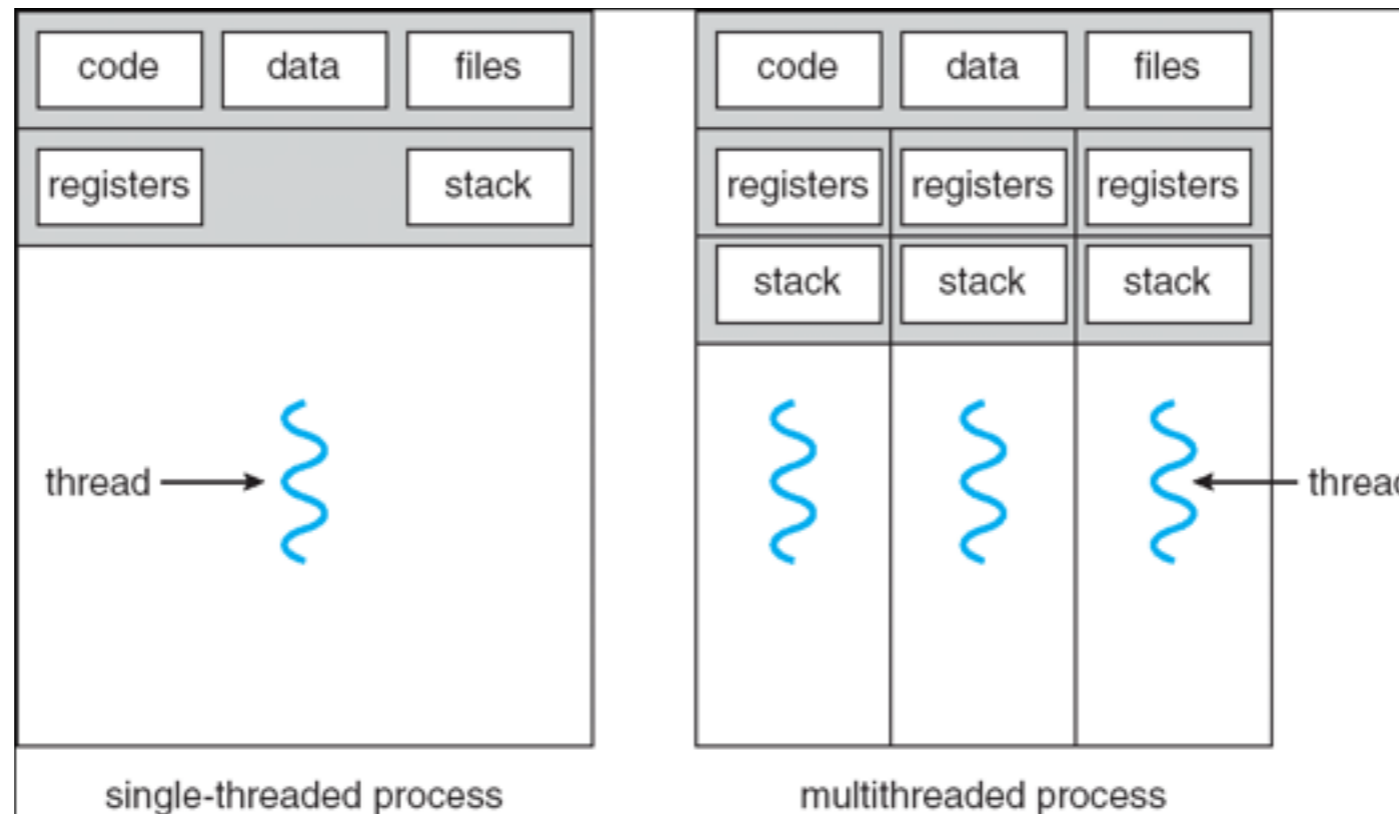 code data files code data files
registers stack registers registers registers
stack stack stack
thread thread
single-threaded process multithreaded process